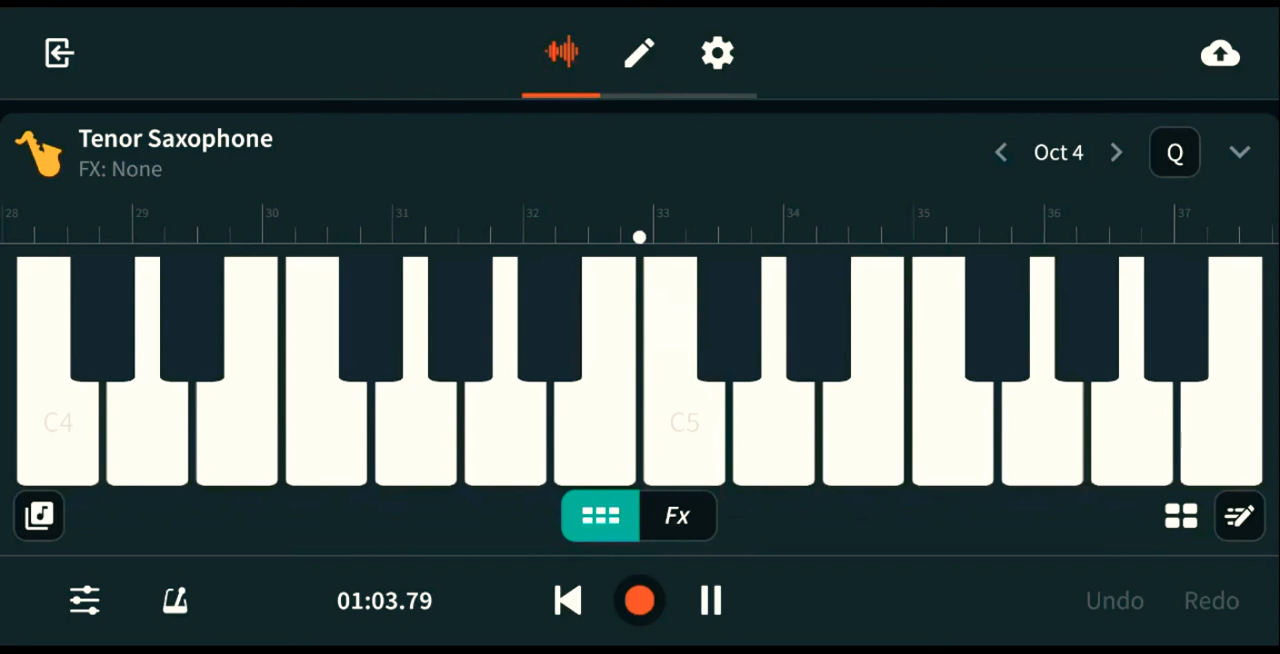 Tenor Saxophone
FX: None
Oct 4
Q
28 29 30 31 32 33 34 35 36 37
C4 C5
Fx
01:03.79
Undo Redo